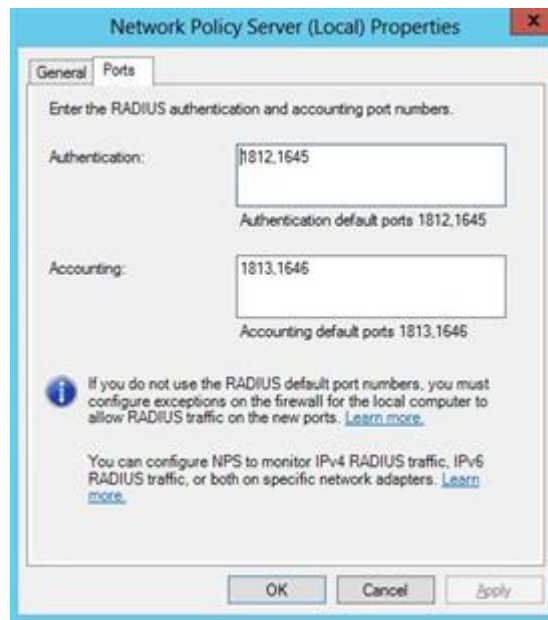 Network Policy Server (Local) Properties
x
General Ports
Enter the RADIUS authentication and accounting port numbers.
Authentication: 1812,1645
Authentication default ports 1812,1645
Accounting: 1813,1646
Accounting default ports 1813,1646
If you do not use the RADIUS default port numbers, you must
configure exceptions on the firewall for the local computer to
allow RADIUS traffic on the new ports. Learn more.
You can configure NPS to monitor IPv4 RADIUS traffic, IPv6
RADIUS traffic, or both on specific network adapters. Learn
more.
OK Cancel Apply